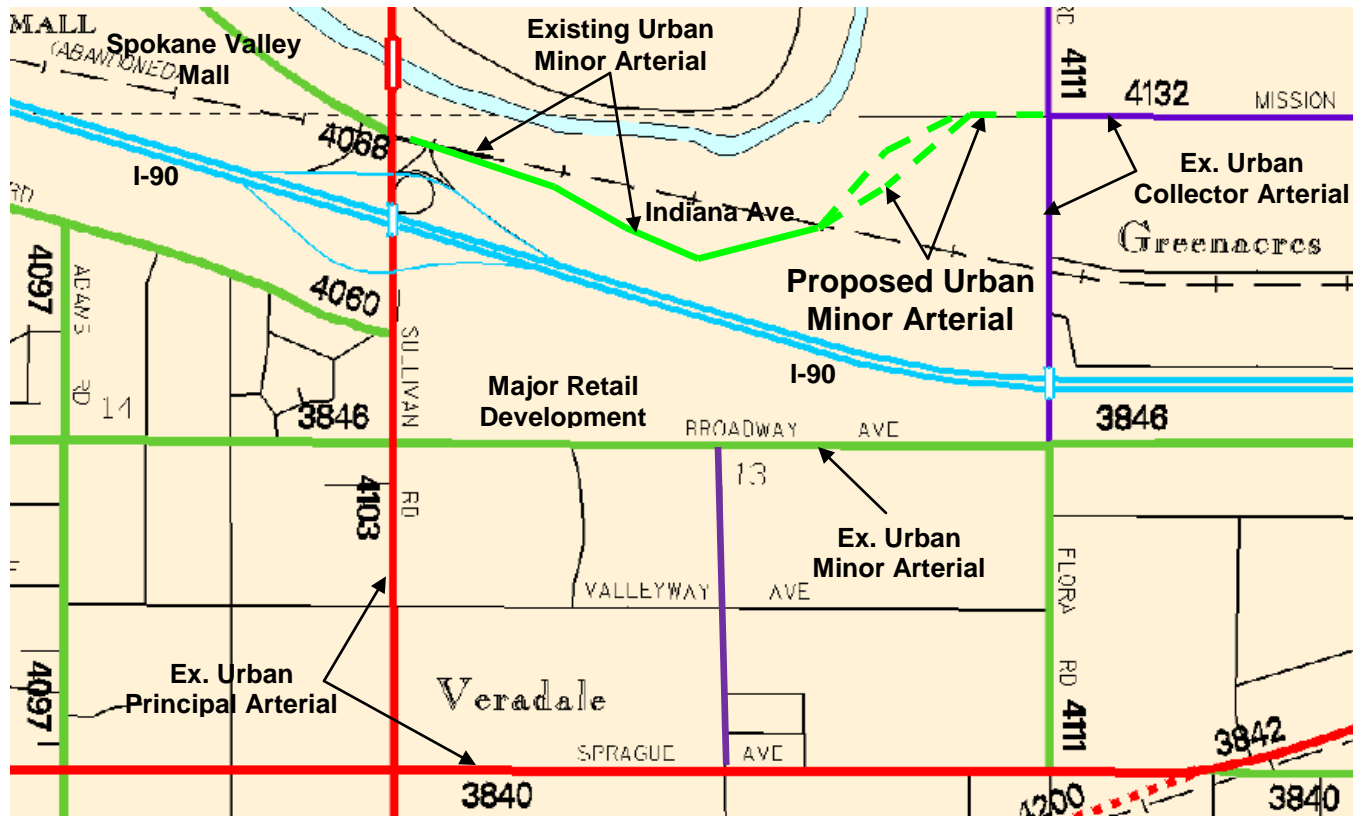 MALL
(ABANTIONED)
Spokane Valley
Mall
Existing Urban
Minor Arterial
RD
4111
4132
MISSION
4068
I-90
Ex. Urban
Collector Arterial
RD
Indiana Ave
Greenacres
4097
ADAMS
RD
4060
Proposed Urban
Minor Arterial
SULLIVAN
RD
I-90
14
3846
Major Retail
Development
3846
BROADWAY AVE
13
4103
Ex. Urban
Minor Arterial
FLORA
RD
VALLEYWAY AVE
4097
Ex. Urban
Principal Arterial
Veradale
4111
SPRAGUE AVE
3842
3840
4200
3840